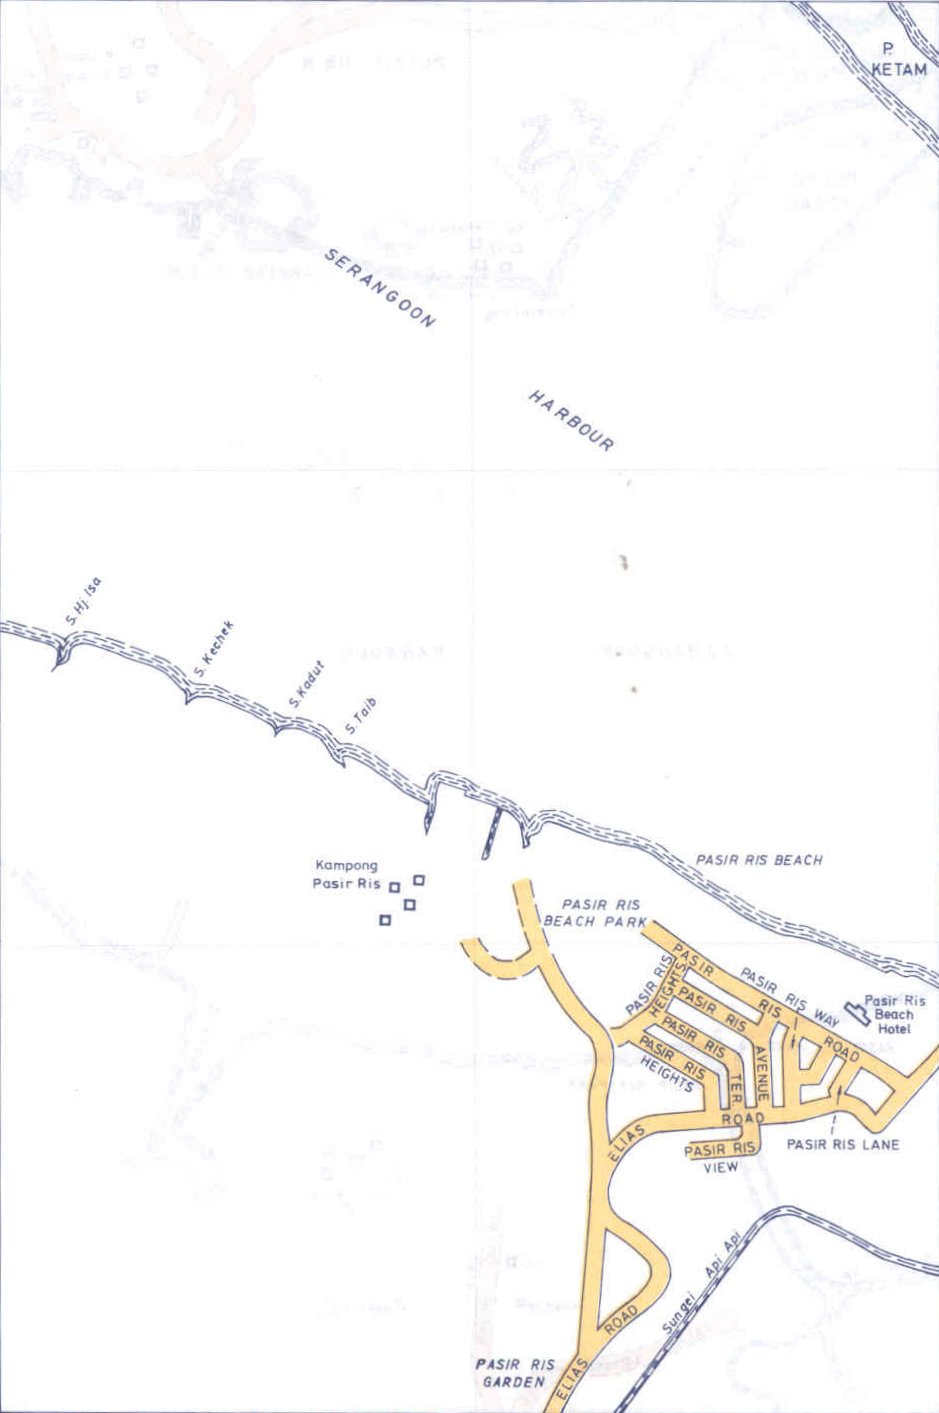 P.
KETAM
SERANGOON
HARBOUR
S. Hj. Isa
S. Kechek
S. Kadut
S. Taib
PASIR RIS BEACH
Kampong
Pasir Ris
PASIR RIS
BEACH PARK
PASIR RIS
HEIGHTS
PASIR RIS ROAD
PASIR RIS WAY
Pasir Ris
Beach
Hotel
PASIR RIS
AVENUE
PASIR RIS
TER.
PASIR RIS
HEIGHTS
ELIAS ROAD
PASIR RIS
VIEW
PASIR RIS LANE
Sungei Api Api
ELIAS ROAD
PASIR RIS
GARDEN